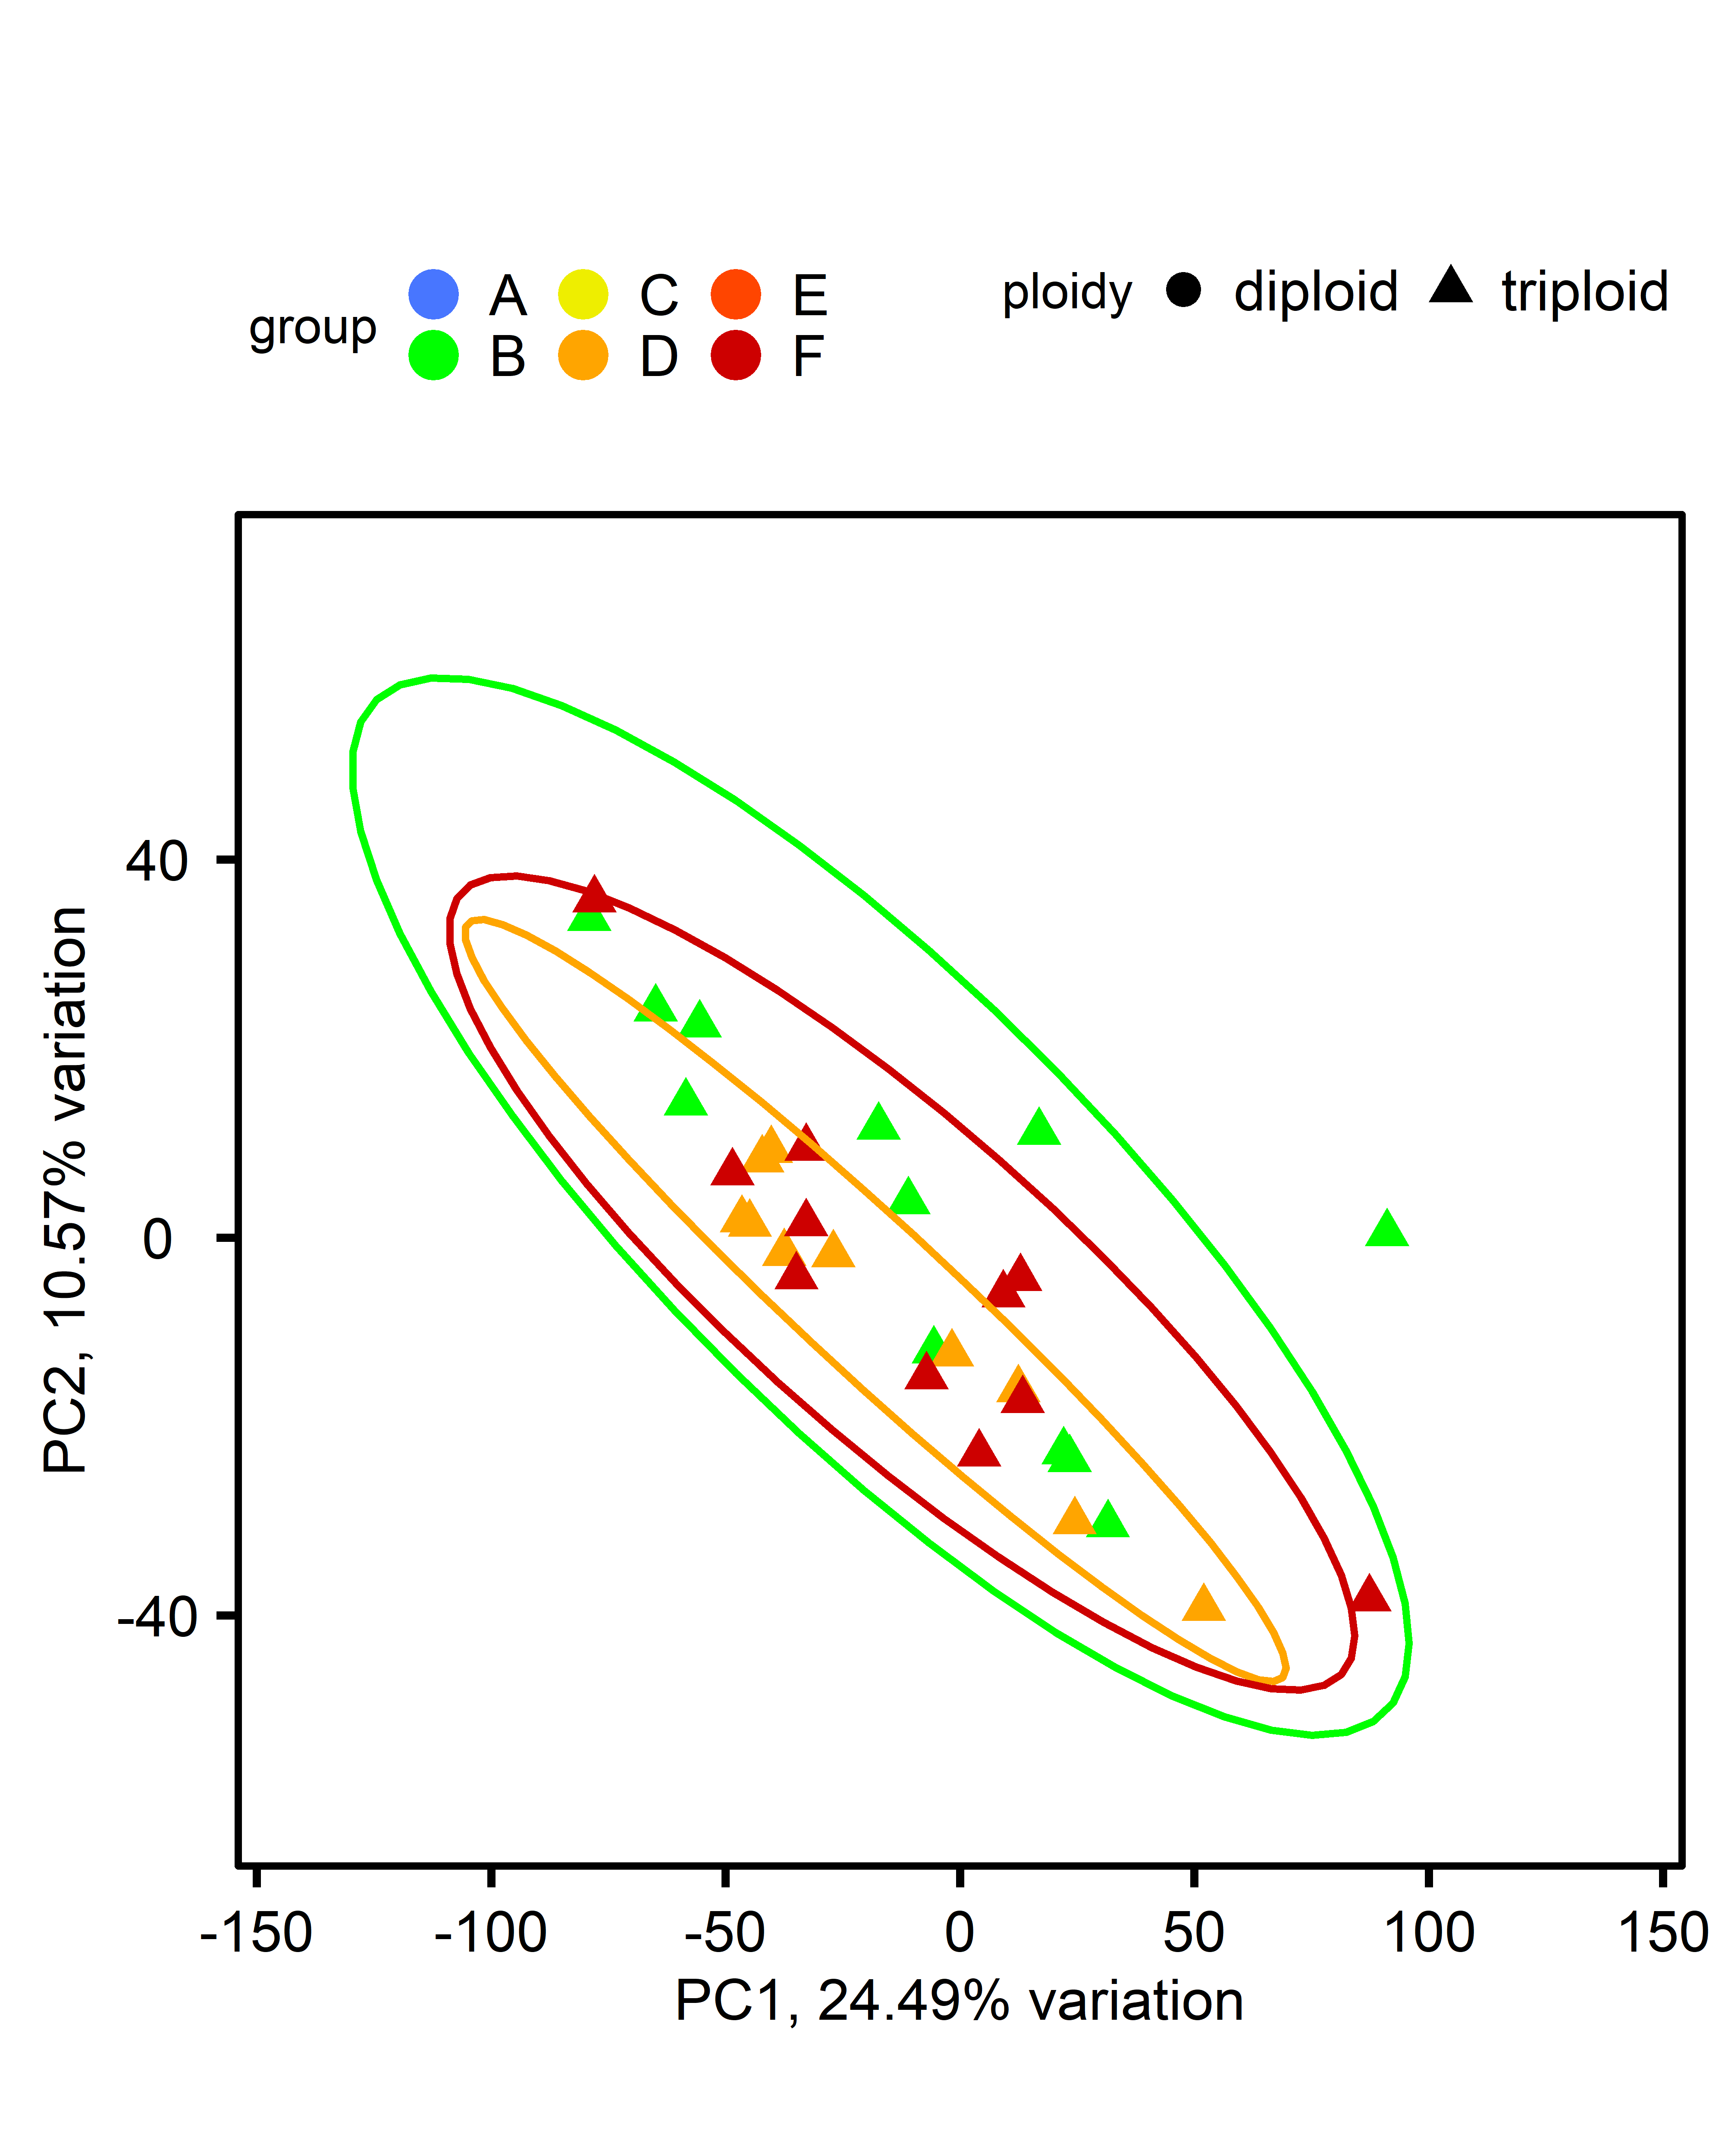 group
A C E
B D F
ploidy diploid triploid
40
0
-40
PC2, 10.57% variation
-150 -100 -50 0 50 100 150
PC1, 24.49% variation